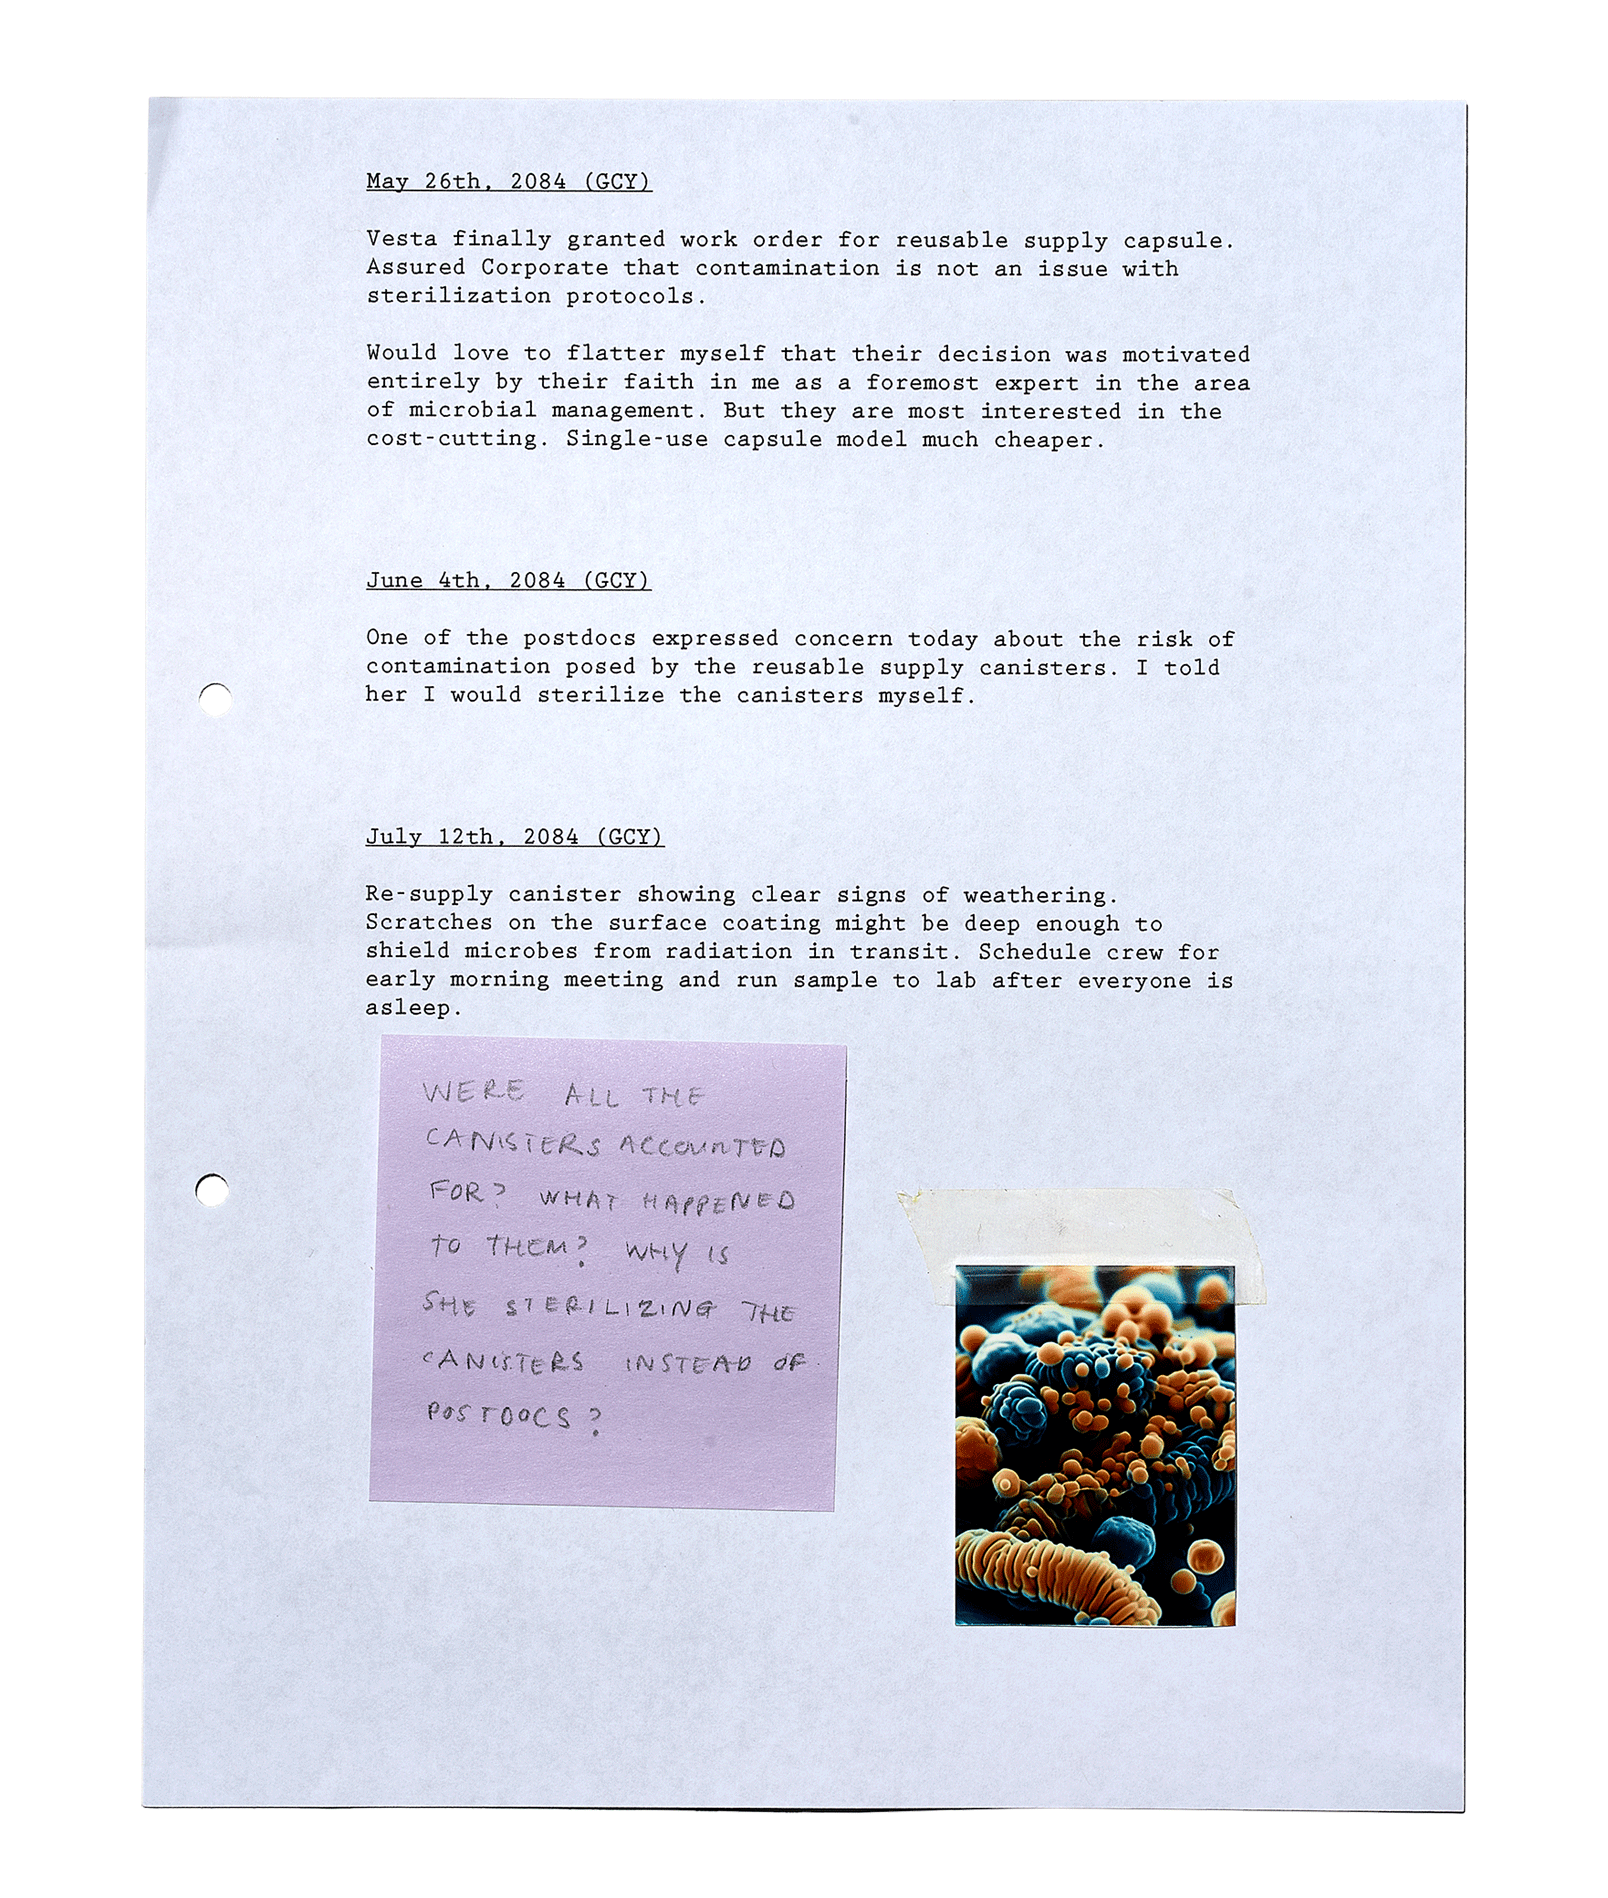 May 26th, 2084 (GCY)
Vesta finally granted work order for reusable supply capsule.
Assured Corporate that contamination is not an issue with
sterilization protocols.
Would love to flatter myself that their decision was motivated
entirely by their faith in me as a foremost expert in the area
of microbial management. But they are most interested in the
cost-cutting. Single-use capsule model much cheaper.
June 4th, 2084 (GCY)
One of the postdocs expressed concern today about the risk of
contamination posed by the reusable supply canisters. I told
her I would sterilize the canisters myself.
July 12th, 2084 (GCY)
Re-supply canister showing clear signs of weathering.
Scratches on the surface coating might be deep enough to
shield microbes from radiation in transit. Schedule crew for
early morning meeting and run sample to lab after everyone is
asleep.
WERE ALL THE
CANISTERS ACCOUNTED
FOR? WHAT HAPPENED
TO THEM? WHY IS
SHE STERILIZING THE
CANISTERS INSTEAD OF
POSTDOCS?